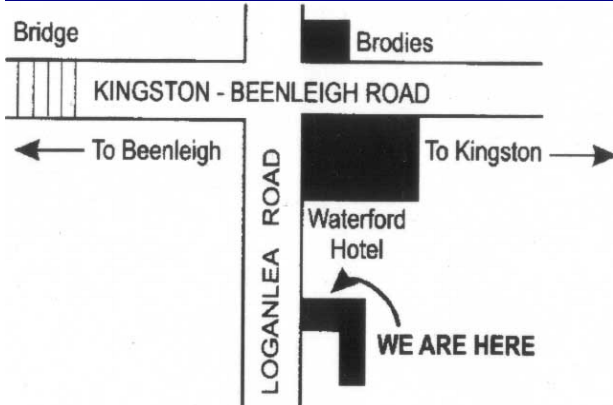 Bridge
Brodies
KINGSTON - BEENLEIGH ROAD
To Beenleigh
To Kingston
LOGANLEA ROAD
Waterford
Hotel
WE ARE HERE